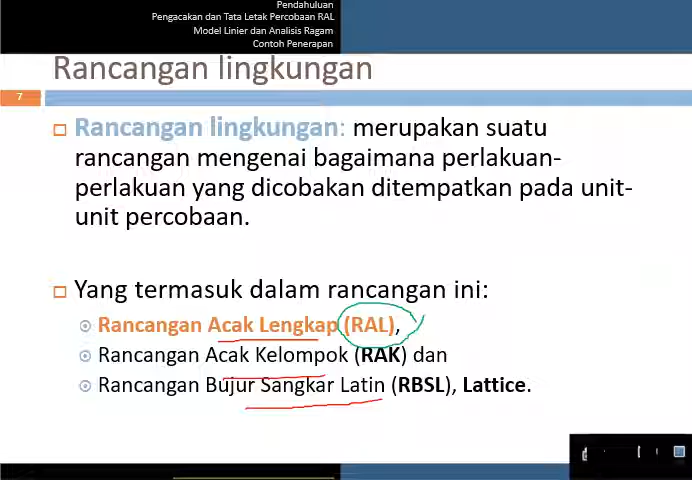 Pendahuluan
Pengacakan dan Tata Letak Percobaan RAL
Model Linier dan Analisis Ragam
Contoh Penerapan
Rancangan lingkungan
7
Rancangan lingkungan: merupakan suatu
rancangan mengenai bagaimana perlakuan-
perlakuan yang dicobakan ditempatkan pada unit-
unit percobaan.
Yang termasuk dalam rancangan ini:
Rancangan Acak Lengkap (RAL),
Rancangan Acak Kelompok (RAK) dan
Rancangan Bujur Sangkar Latin (RBSL), Lattice.